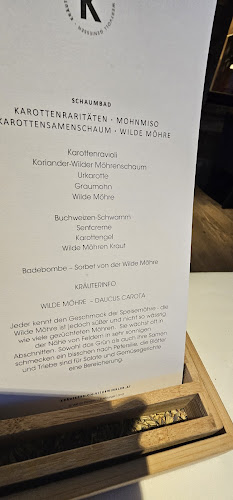 K
SCHAUMBAD
KAROTTENRARITÄTEN · MOHNMISO
KAROTTENSAMENSCHAUM · WILDE MÖHRE
Karottenravioli
Koriander-Wilder Möhrenschaum
Urkarotte
Graumohn
Wilde Möhre
Buchweizen-Schwamm
Senfcreme
Karottengel
Wilde Möhren Kraut
Badebombe – Sorbet von der Wilde Möhre
KRÄUTERINFO
WILDE MÖHRE – DAUCUS CAROTA
Jeder kennt den Geschmack der Speisemöhre - die
Wilde Möhre ist jedoch süßer und nicht so wässrig
wie viele gezüchteten Möhren. Sie wächst oft in
der Nähe von Feldern in sehr sonnigen
Abschnitten. Sowohl das Grün als auch ihre Samen
schmecken ein bisschen nach Petersilie, die Blätter
und Triebe sind für Salate und Gemüsegerichte
eine Bereicherung.